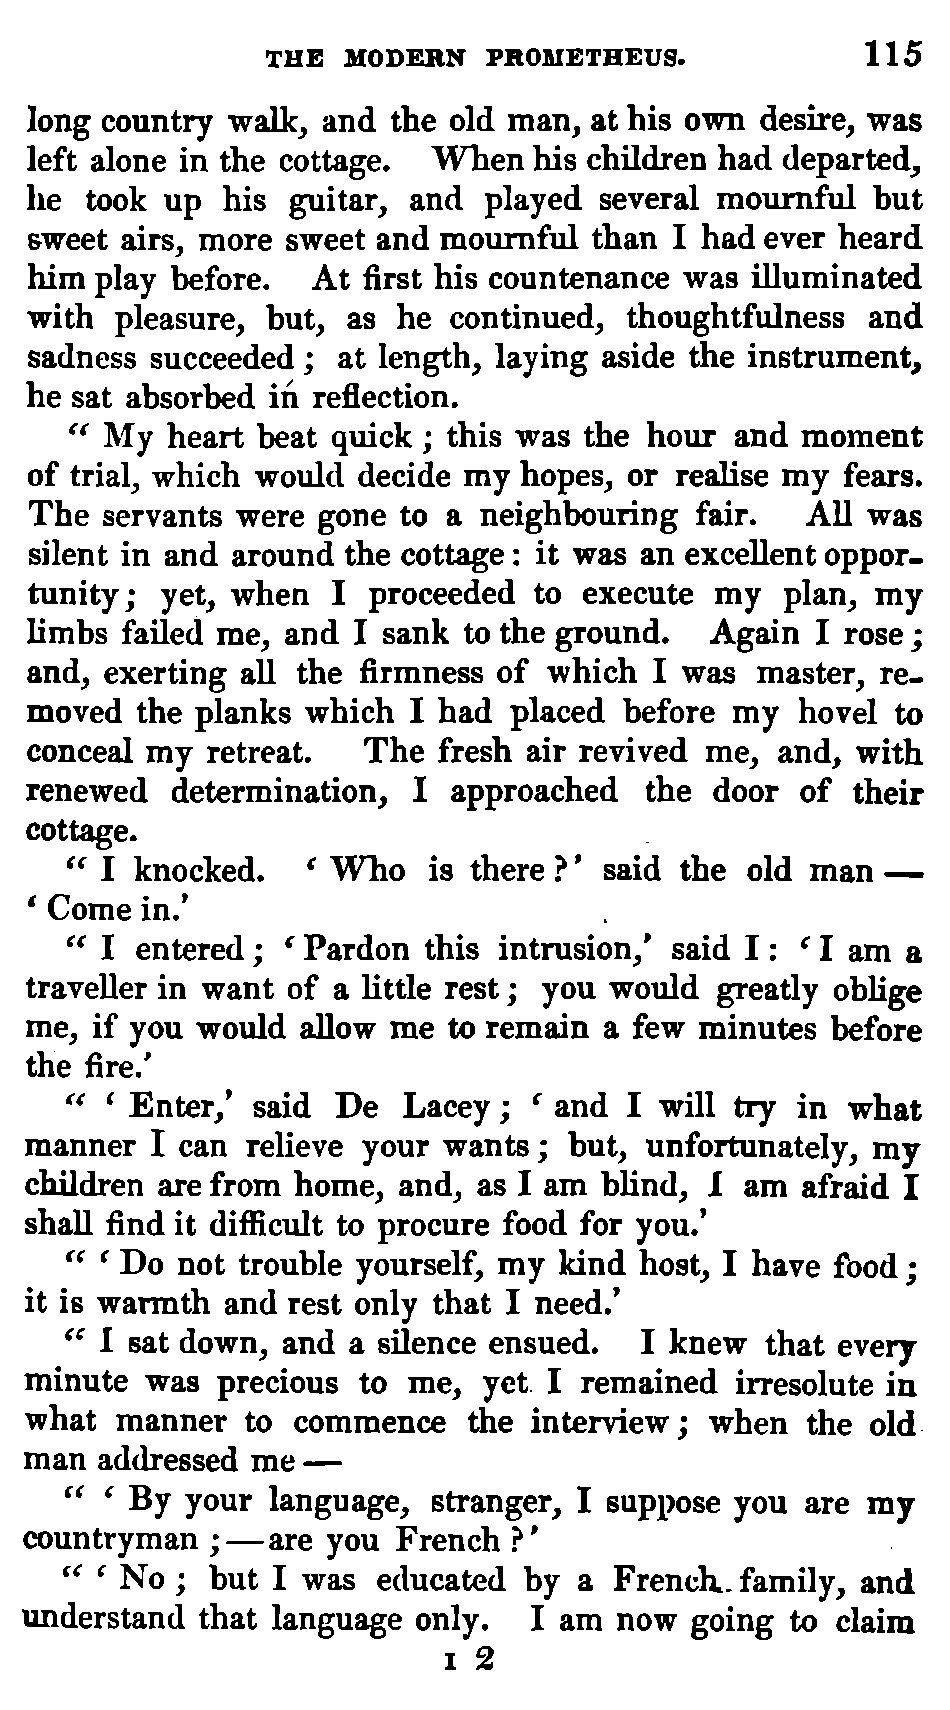 THE MODERN PROMETHEUS. 115
long country walk, and the old man, at his own desire, was
left alone in the cottage. When his children had departed,
he took up his guitar, and played several mournful but
sweet airs, more sweet and mournful than I had ever heard
him play before. At first his countenance was illuminated
with pleasure, but, as he continued, thoughtfulness and
sadness succeeded ; at length, laying aside the instrument,
he sat absorbed in reflection.
" My heart beat quick ; this was the hour and moment
of trial, which would decide my hopes, or realise my fears.
The servants were gone to a neighbouring fair. All was
silent in and around the cottage : it was an excellent oppor-
tunity ; yet, when I proceeded to execute my plan, my
limbs failed me, and I sank to the ground. Again I rose ;
and, exerting all the firmness of which I was master, re-
moved the planks which I had placed before my hovel to
conceal my retreat. The fresh air revived me, and, with
renewed determination, I approached the door of their
cottage.
" I knocked. ' Who is there ?' said the old man —
' Come in.'
" I entered ; ' Pardon this intrusion,' said I : ' I am a
traveller in want of a little rest ; you would greatly oblige
me, if you would allow me to remain a few minutes before
the fire.'
" ' Enter,' said De Lacey ; ' and I will try in what
manner I can relieve your wants ; but, unfortunately, my
children are from home, and, as I am blind, I am afraid I
shall find it difficult to procure food for you.'
" ' Do not trouble yourself, my kind host, I have food ;
it is warmth and rest only that I need.'
" I sat down, and a silence ensued. I knew that every
minute was precious to me, yet I remained irresolute in
what manner to commence the interview ; when the old
man addressed me —
" ' By your language, stranger, I suppose you are my
countryman ; — are you French ?'
" ' No ; but I was educated by a French family, and
understand that language only. I am now going to claim
I 2